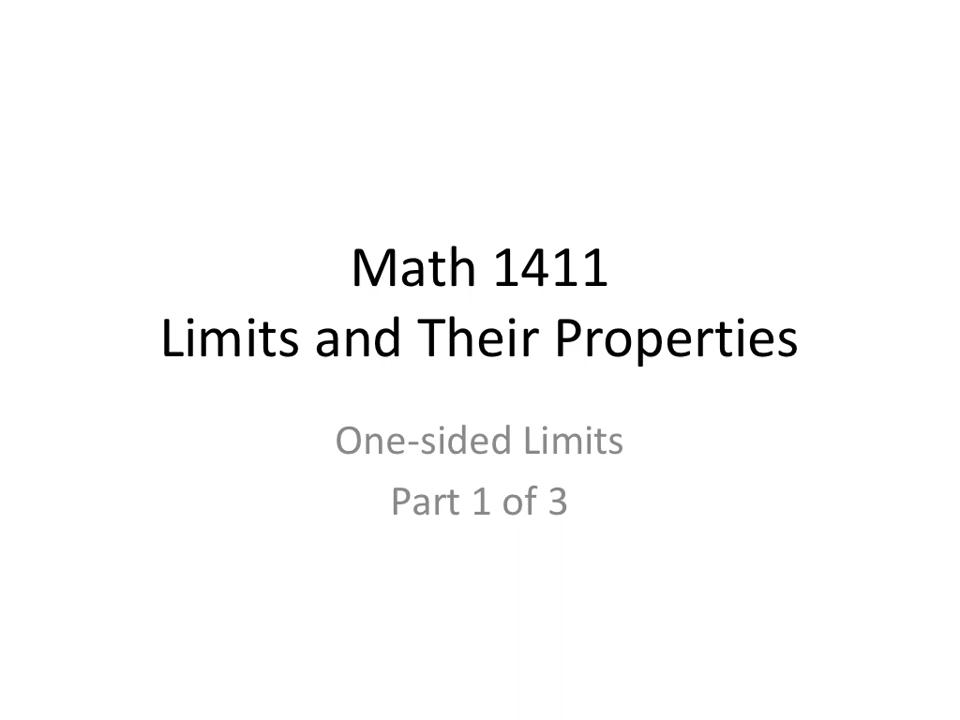 Math 1411
Limits and Their Properties
One-sided Limits
Part 1 of 3